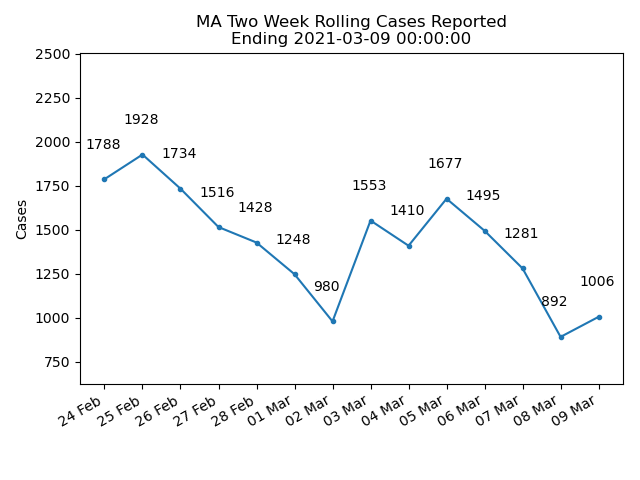 MA Two Week Rolling Cases Reported
Ending 2021-03-09 00:00:00
2500
2250
2000
1750
1500
1250
1000
750
Cases
1788
1928
1734
1516
1428
1248
980
1553
1410
1677
1495
1281
892
1006
24 Feb
25 Feb
26 Feb
27 Feb
28 Feb
01 Mar
02 Mar
03 Mar
04 Mar
05 Mar
06 Mar
07 Mar
08 Mar
09 Mar